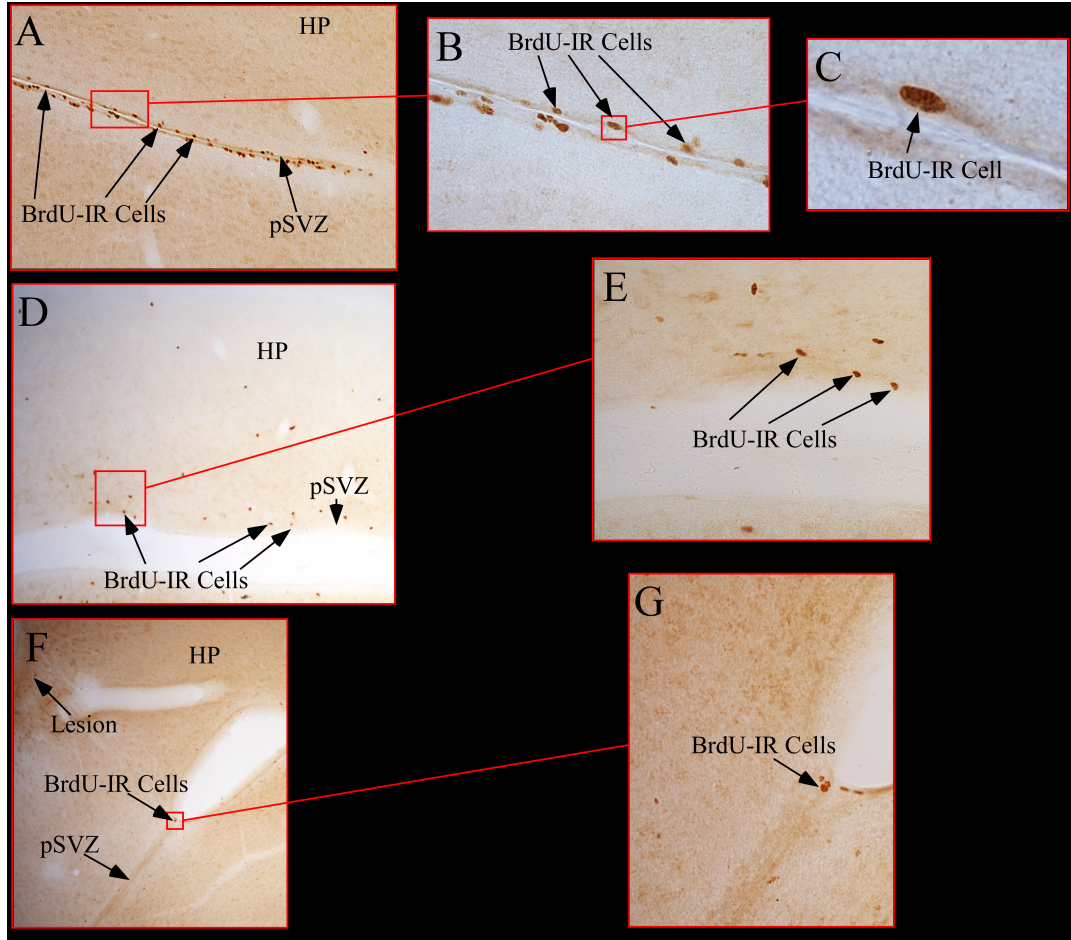 A
HP
BrdU-IR Cells
pSVZ
B
BrdU-IR Cells
C
BrdU-IR Cell
D
HP
pSVZ
BrdU-IR Cells
E
BrdU-IR Cells
F
HP
Lesion
BrdU-IR Cells
pSVZ
G
BrdU-IR Cells